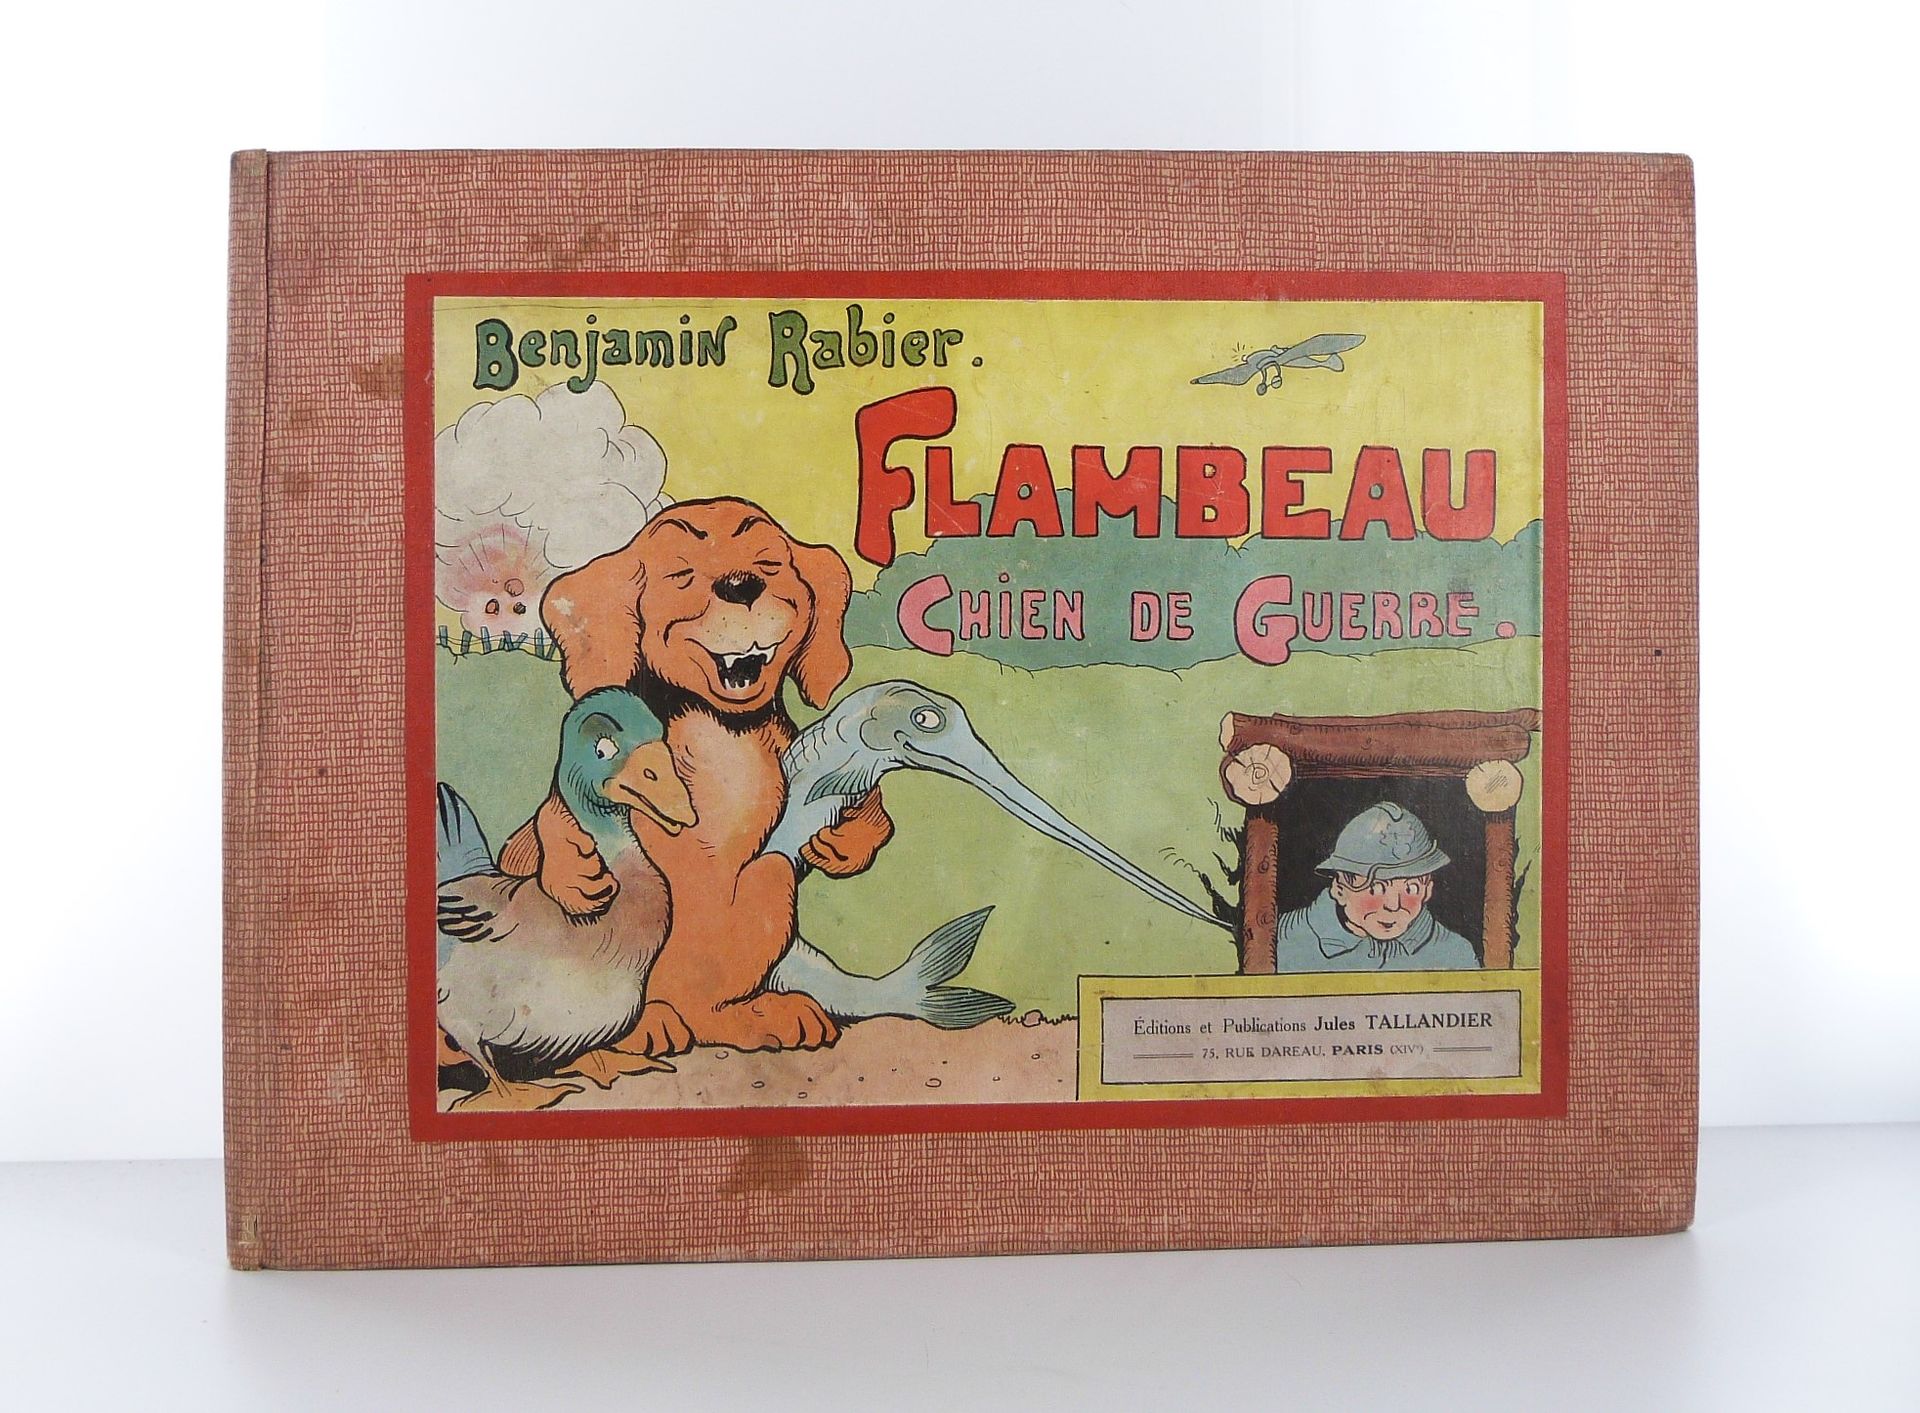 Benjamin Rabier.
FLAMBEAU
CHIEN DE GUERRE.
Éditions et Publications Jules TALLANDIER
75, RUE DAREAU, PARIS (XIVe)